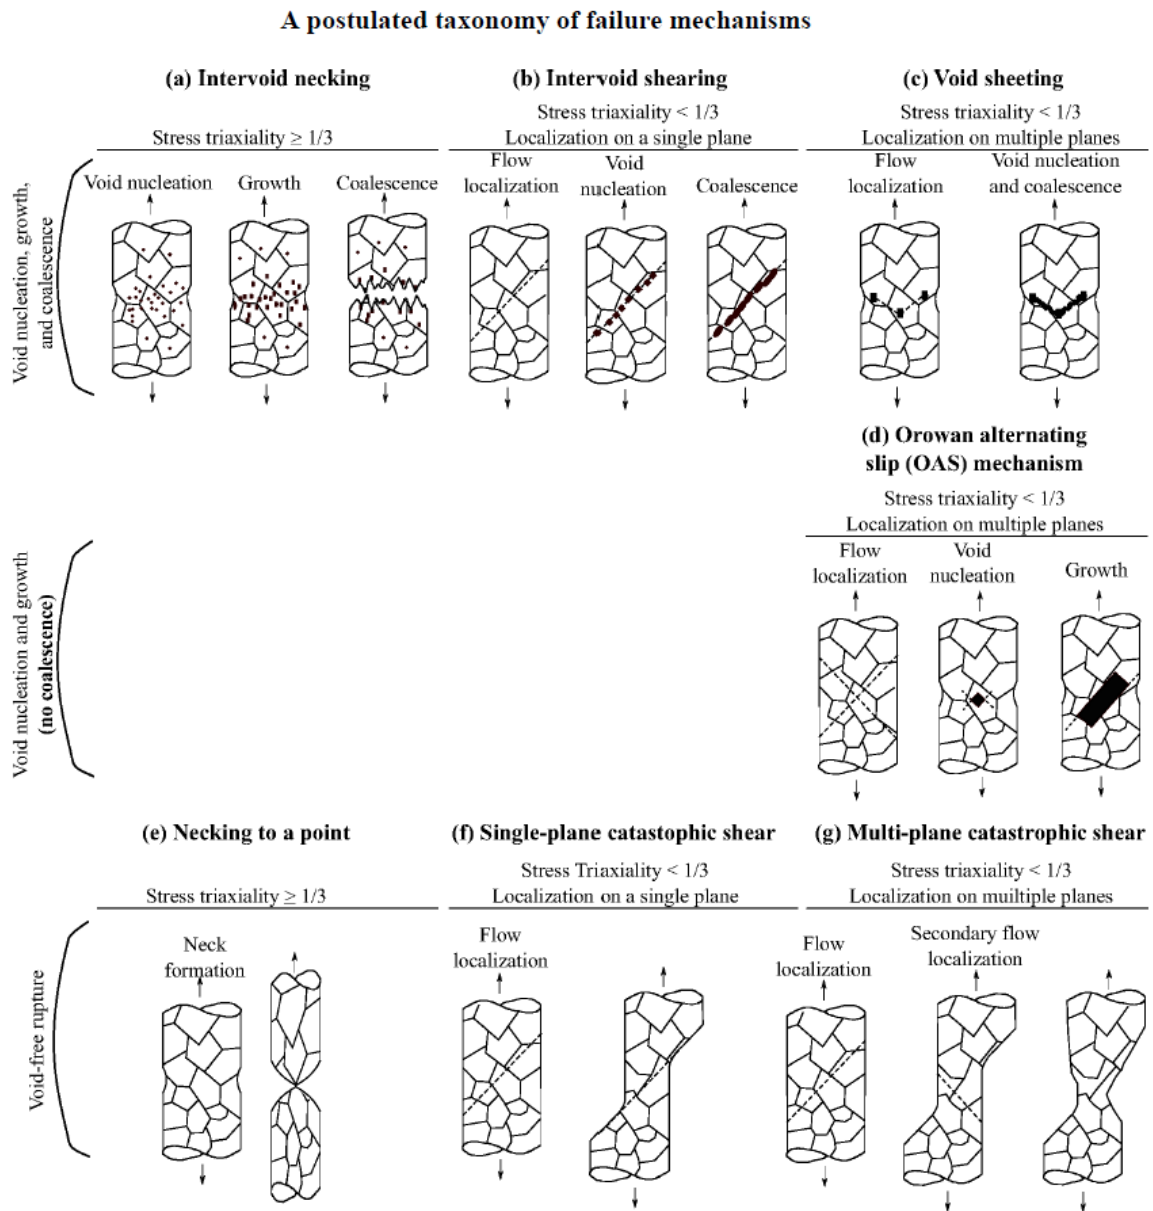 A postulated taxonomy of failure mechanisms
(a) Intervoid necking
Stress triaxiality ≥ 1/3
Void nucleation
Growth
Coalescence
(b) Intervoid shearing
Stress triaxiality < 1/3
Localization on a single plane
Flow
localization
Void
nucleation
Coalescence
(c) Void sheeting
Stress triaxiality < 1/3
Localization on multiple planes
Flow
localization
Void nucleation
and coalescence
Void nucleation, growth,
and coalescence
(d) Orowan alternating
slip (OAS) mechanism
Stress triaxiality < 1/3
Localization on multiple planes
Flow
localization
Void
nucleation
Growth
Void nucleation and growth
(no coalescence)
(e) Necking to a point
Stress triaxiality ≥ 1/3
Neck
formation
(f) Single-plane catastophic shear
Stress Triaxiality < 1/3
Localization on a single plane
Flow
localization
(g) Multi-plane catastrophic shear
Stress triaxiality < 1/3
Localization on muiltiple planes
Flow
localization
Secondary flow
localization
Void-free rupture